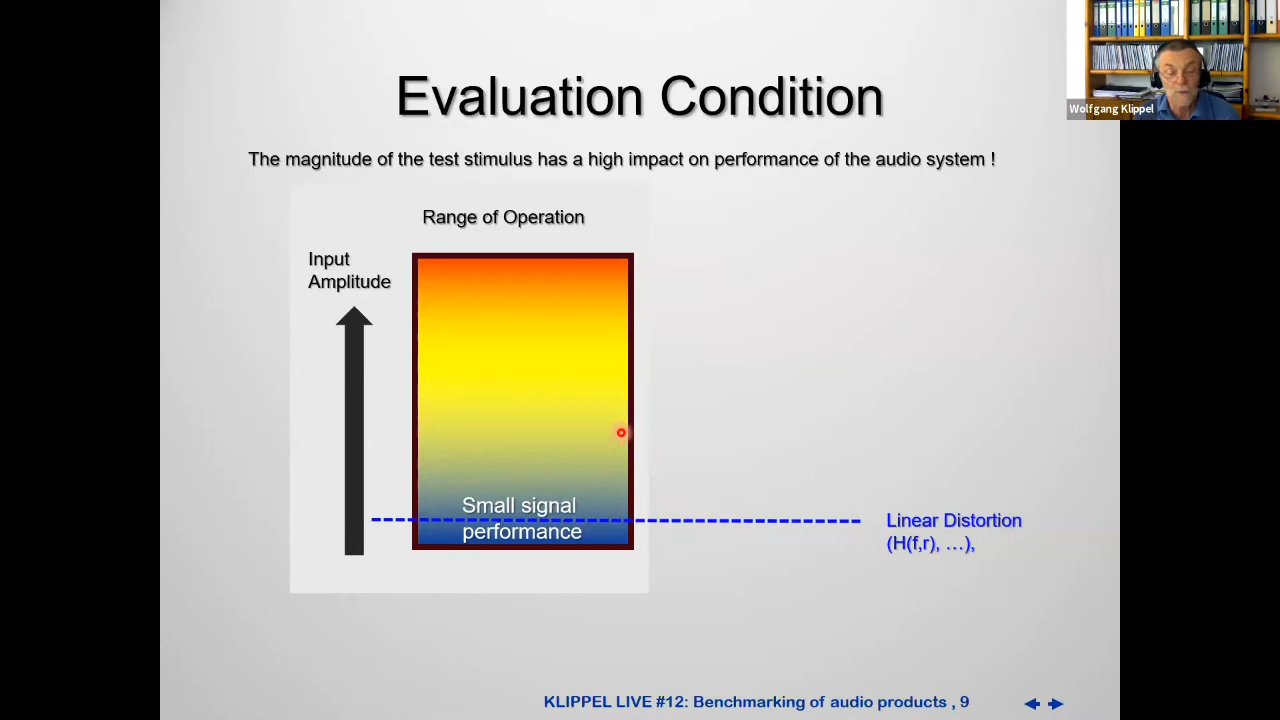 Evaluation Condition
Wolfgang Klippel
The magnitude of the test stimulus has a high impact on performance of the audio system !
Range of Operation
Input
Amplitude
Small signal
performance
Linear Distortion
(H(f,r), …),
KLIPPEL LIVE #12: Benchmarking of audio products , 9